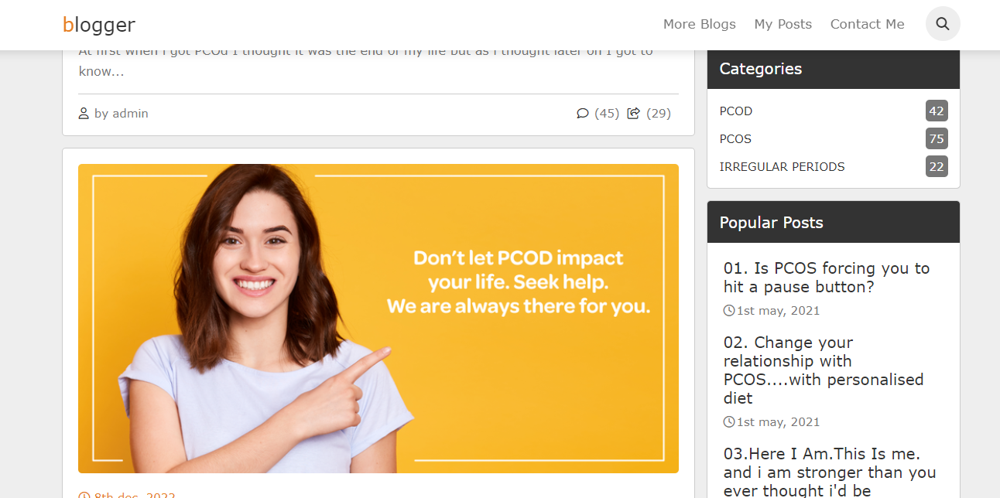 blogger
More Blogs
My Posts
Contact Me
At first when i got PCOd I thought it was the end of my life but as i thought later on I got to
know...
by admin
(45)
(29)
Don't let PCOD impact
your life. Seek help.
We are always there for you.
8th dec, 2022
Categories
PCOD 42
PCOS 75
IRREGULAR PERIODS 22
Popular Posts
01. Is PCOS forcing you to
hit a pause button?
1st may, 2021
02. Change your
relationship with
PCOS....with personalised
diet
1st may, 2021
03.Here I Am.This Is me.
and i am stronger than you
ever thought i'd be